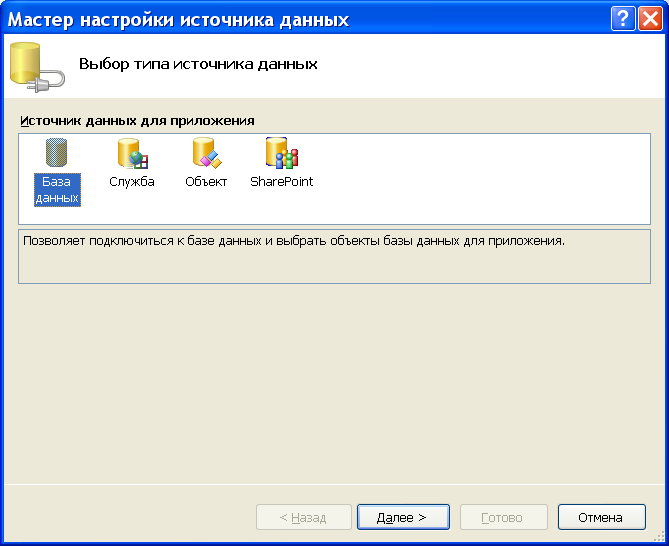 Мастер настройки источника данных
Выбор типа источника данных
Источник данных для приложения
База
данных
Служба
Объект
SharePoint
Позволяет подключиться к базе данных и выбрать объекты базы данных для приложения.
< Назад
Далее >
Готово
Отмена